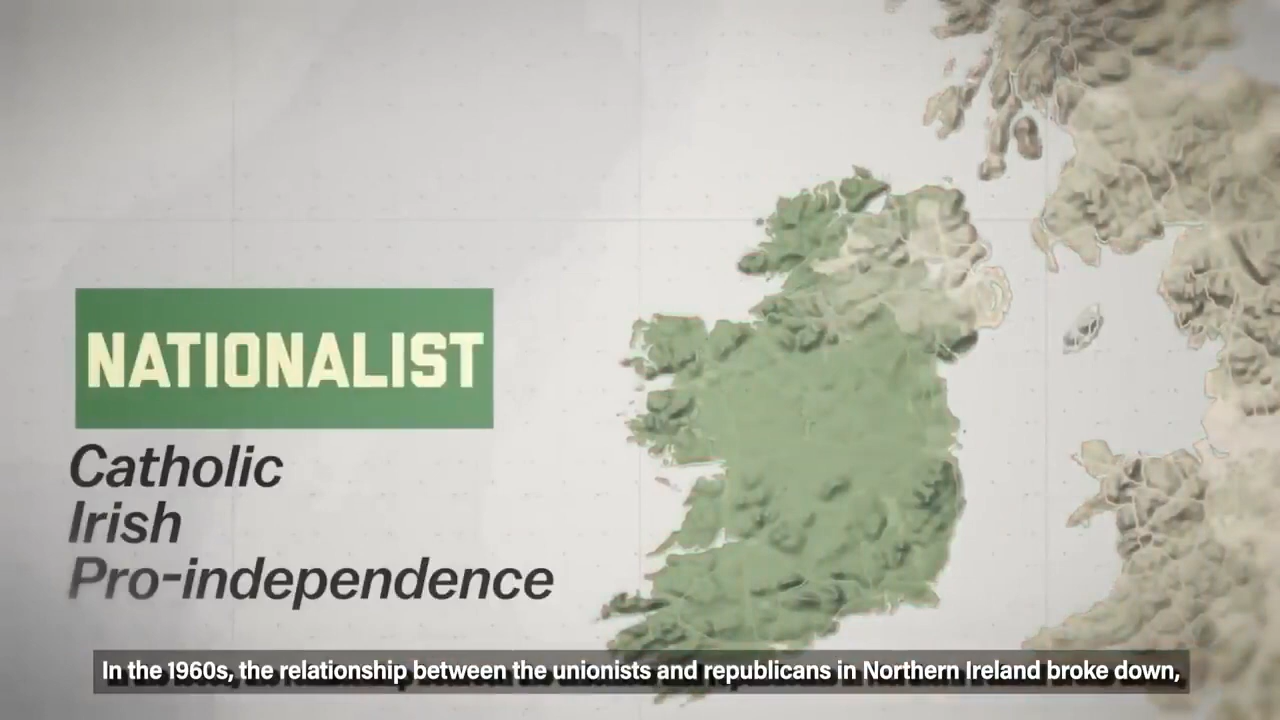 NATIONALIST
Catholic
Irish
Pro-independence
In the 1960s, the relationship between the unionists and republicans in Northern Ireland broke down,